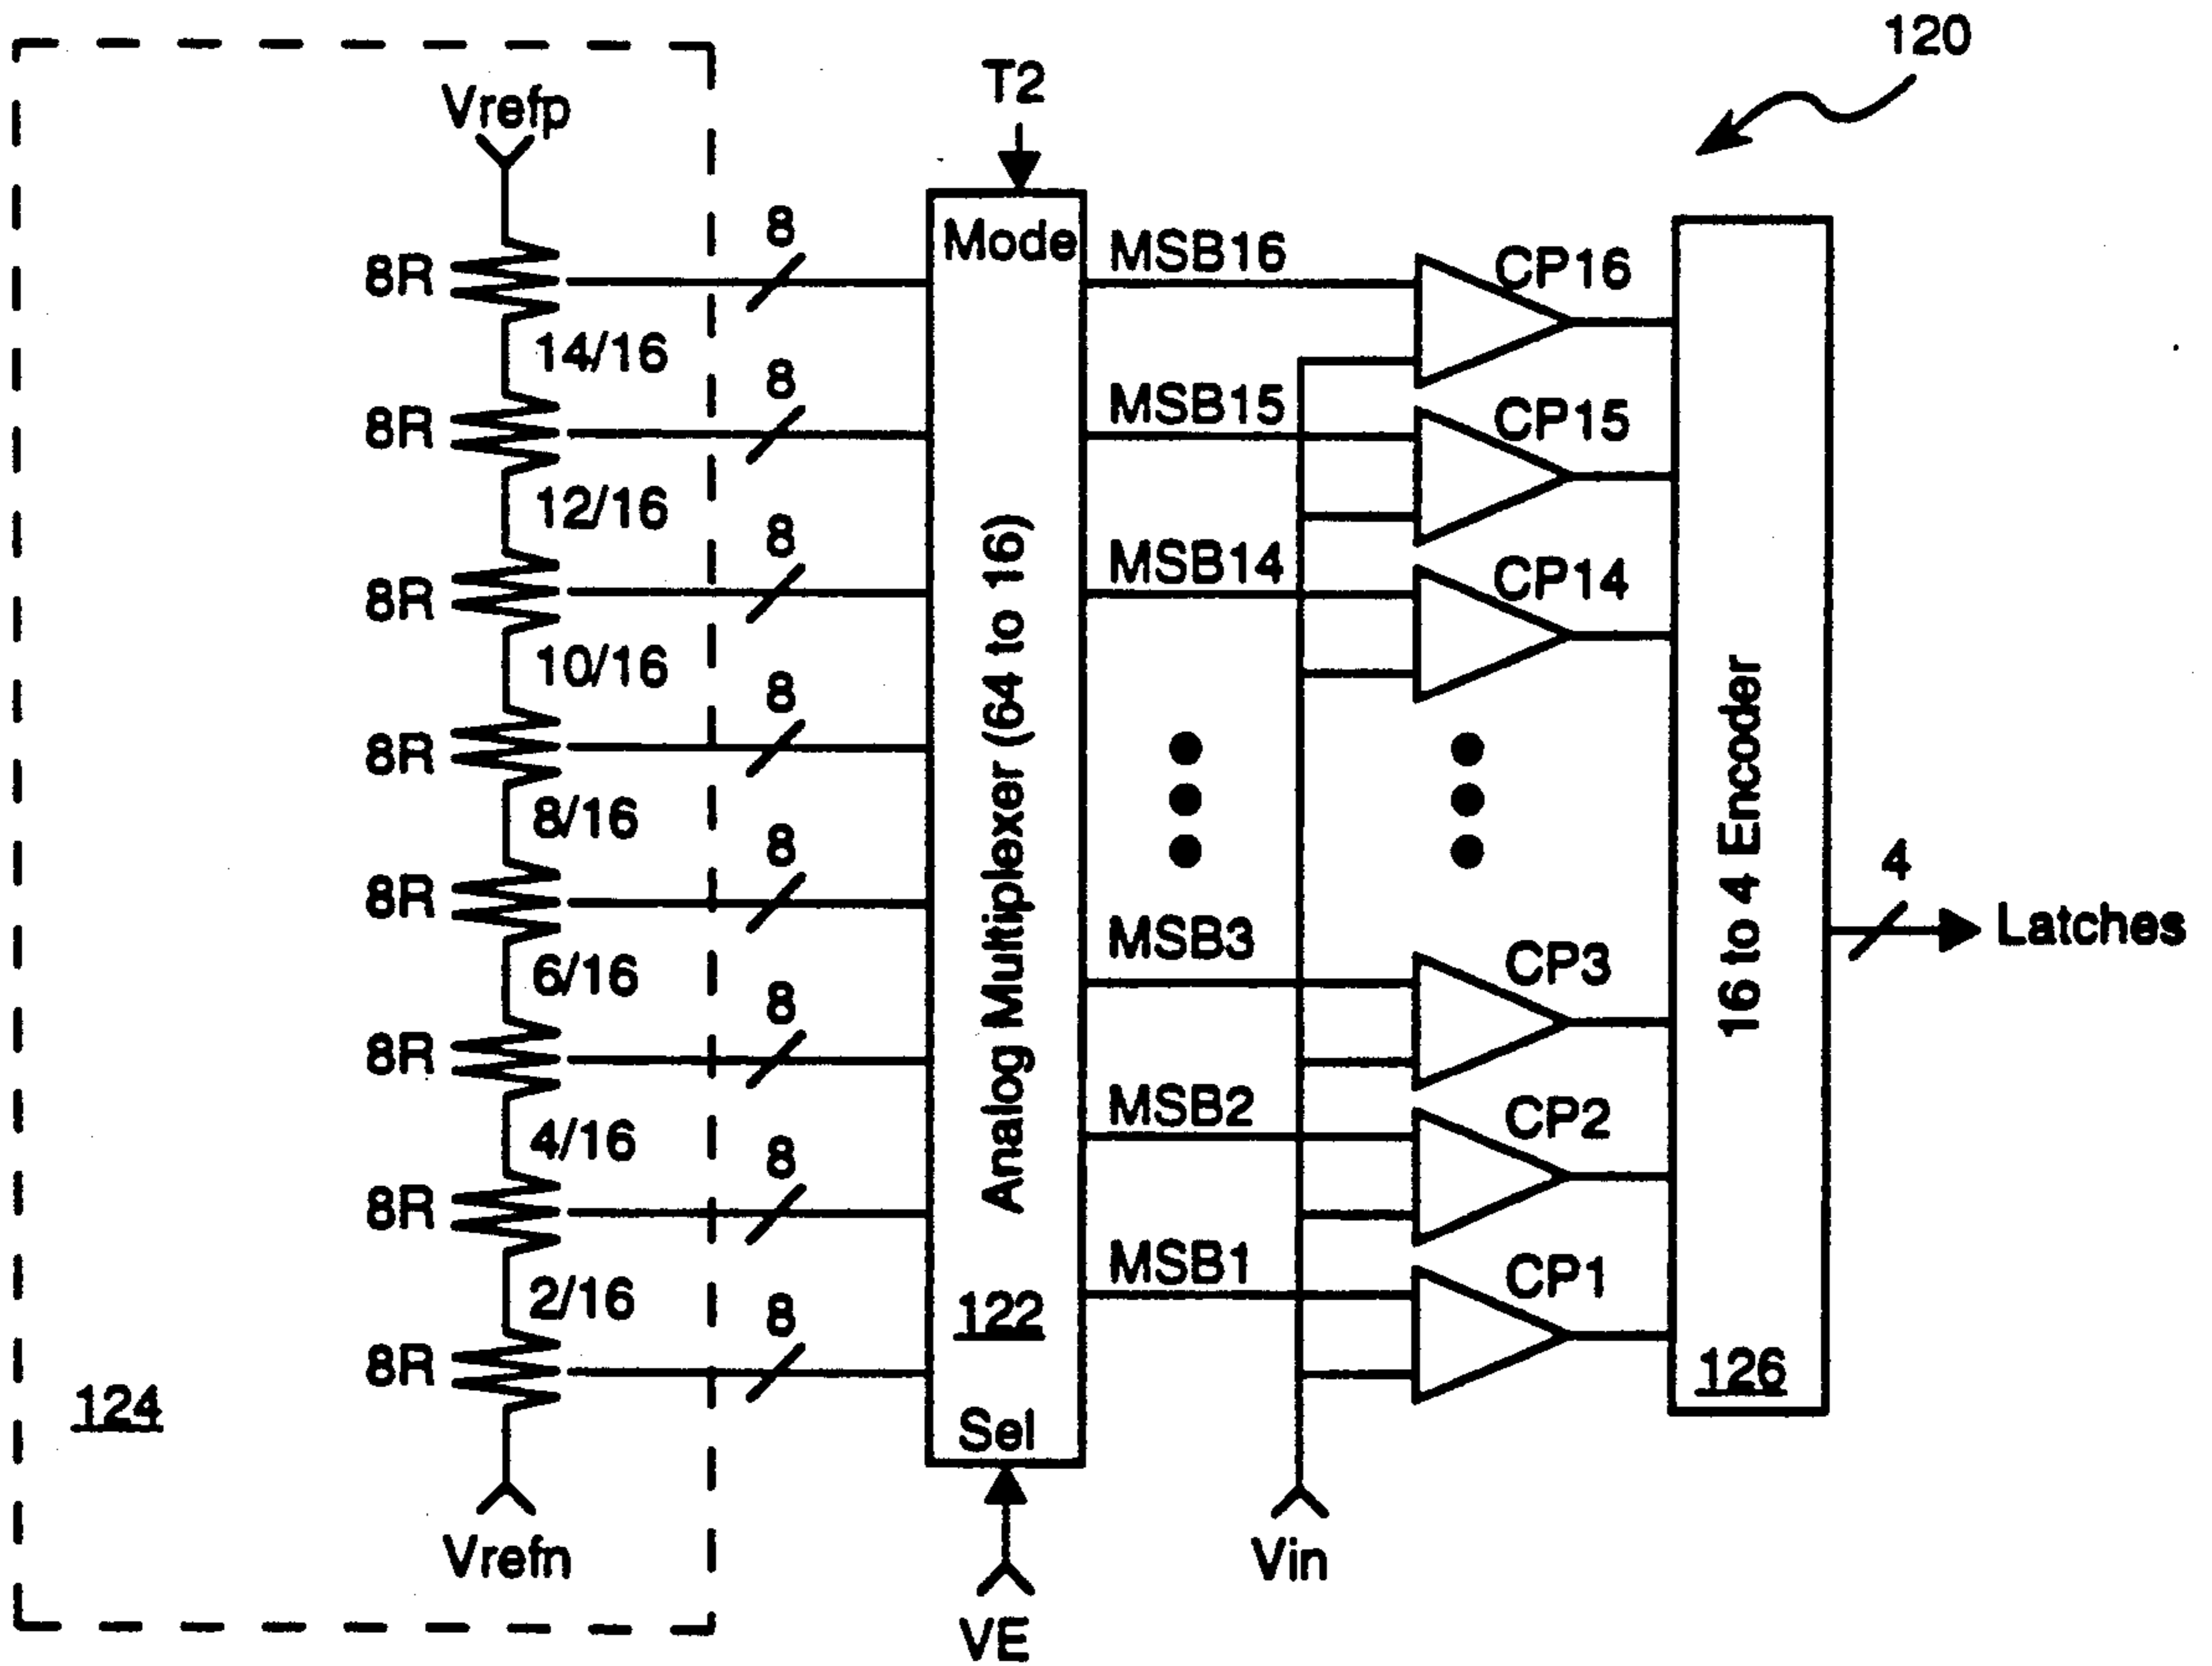 120
T2
Vrefp
Mode
8R
8
MSB16
CP16
14/16
8R
8
MSB15
CP15
12/16
8R
8
MSB14
CP14
10/16
8R
8
8/16
8R
8
6/16
8R
8
4/16
8R
8
2/16
8R
8
Analog Multiplexer (64 to 16)
122
Sel
MSB3
CP3
MSB2
CP2
MSB1
CP1
16 to 4 Encoder
126
4
Latches
124
Vrefn
VE
Vin